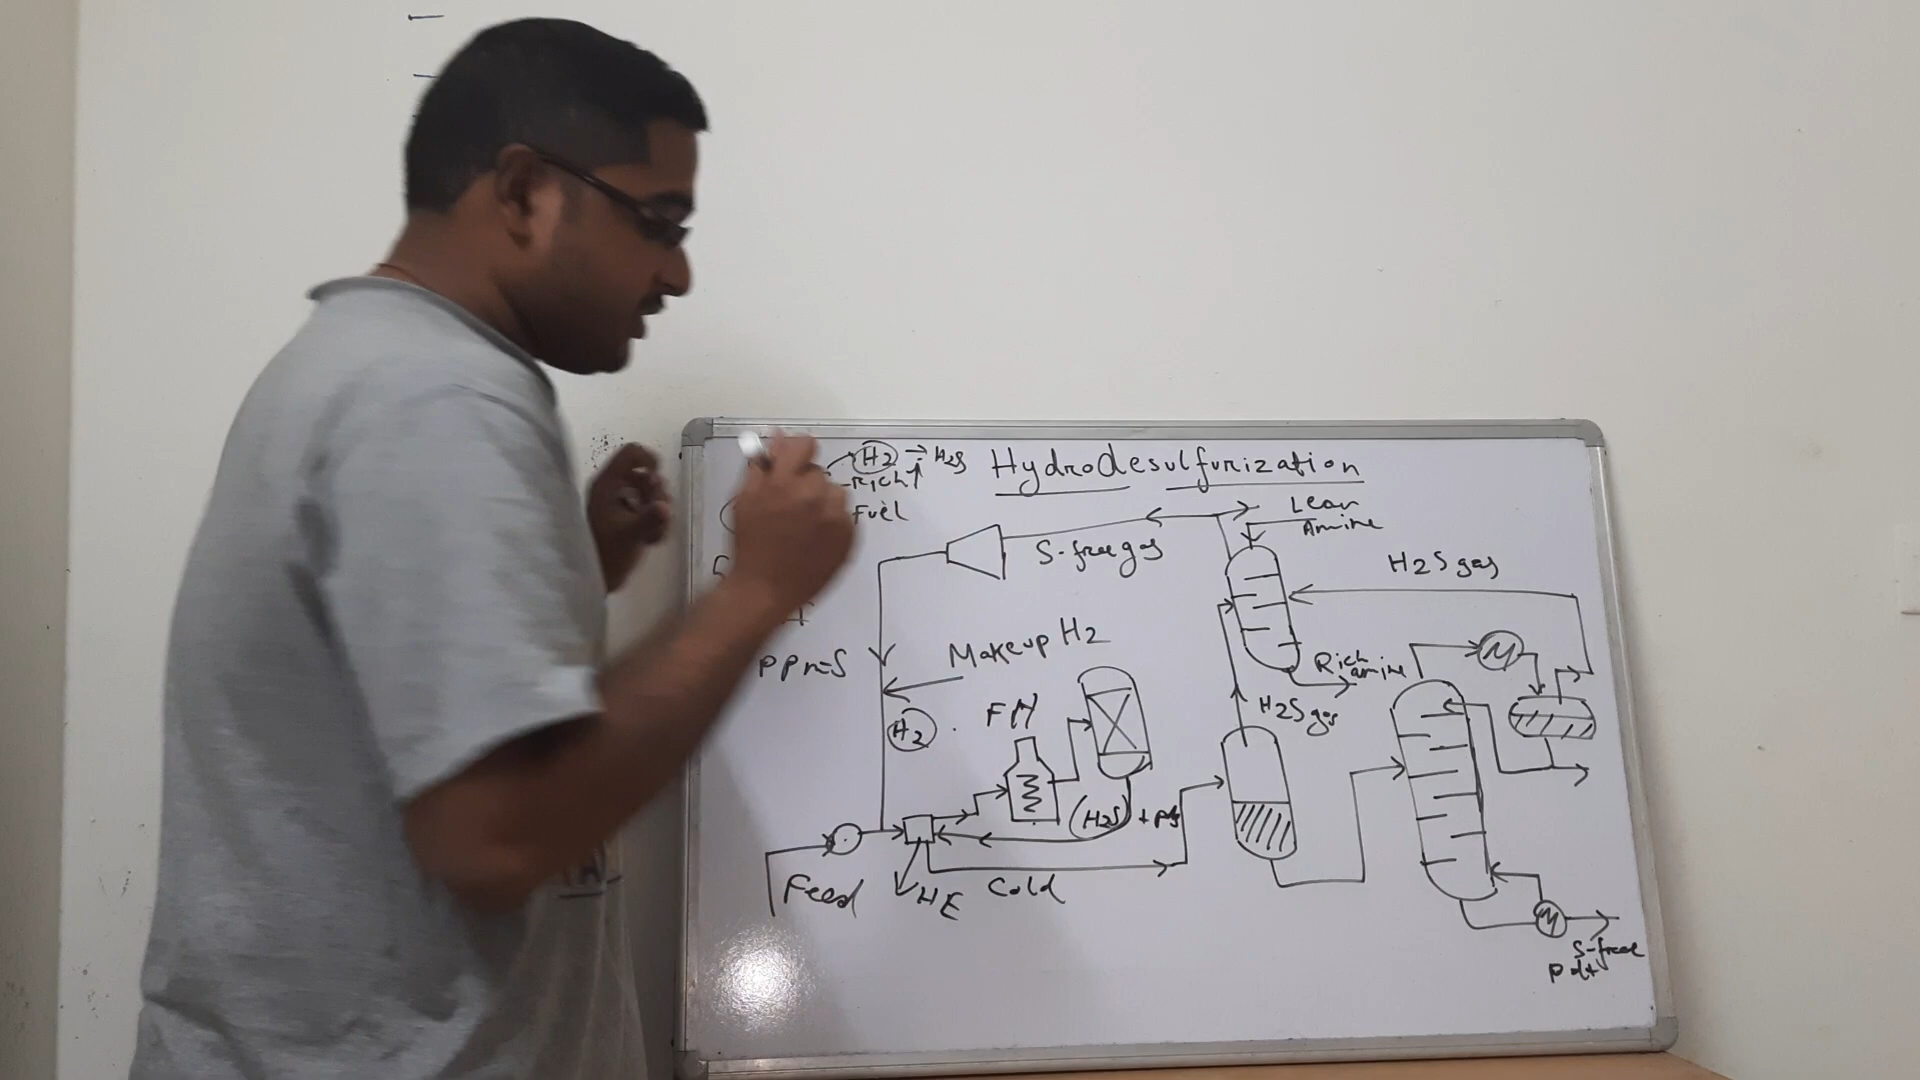 H2 → H2S
Rich
Fuel
Hydrodesulfurization
Lean
Amine
S-free gas
H2S gas
PPm-S
Makeup H2
H2
Rich
amine
H2S gas
(H2S) + pdt
Feed
HE
Cold
S-free
pdt